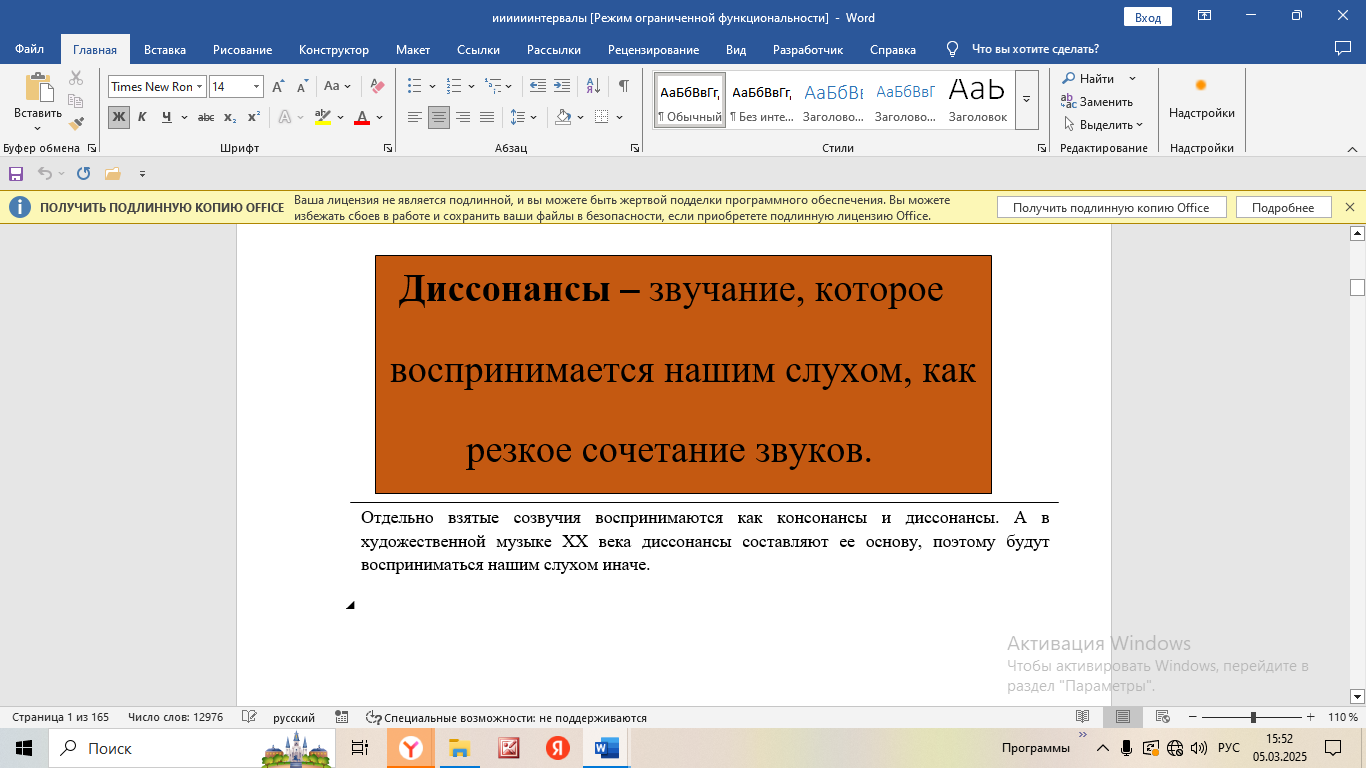 ииииинтервалы [Режим ограниченной функциональности] - Word
Вход
Файл Главная Вставка Рисование Конструктор Макет Ссылки Рассылки Рецензирование Вид Разработчик Справка Что вы хотите сделать?
Вставить
Буфер обмена
Times New Ron 14 Aa
Ж К Ч abc x₂ x²
Шрифт
Абзац
АаБбВвГг, АаБбВвГг, АаБбВв АаБбВвГ АаЬ
¶ Обычный ¶ Без инте... Заголово... Заголово... Заголовок
Стили
Найти
Заменить
Выделить
Редактирование
Настройки
Настройки
ПОЛУЧИТЬ ПОДЛИННУЮ КОПИЮ OFFICE
Ваша лицензия не является подлинной, и вы можете быть жертвой подделки программного обеспечения. Вы можете
избежать сбоев в работе и сохранить ваши файлы в безопасности, если приобретете подлинную лицензию Office.
Получить подлинную копию Office
Подробнее
Диссонансы – звучание, которое
воспринимается нашим слухом, как
резкое сочетание звуков.
Отдельно взятые созвучия воспринимаются как консонансы и диссонансы. А в
художественной музыке XX века диссонансы составляют ее основу, поэтому будут
восприниматься нашим слухом иначе.
Активация Windows
Чтобы активировать Windows, перейдите в
раздел "Параметры".
Страница 1 из 165 Число слов: 12976 русский Специальные возможности: не поддерживаются 110 %
Поиск
Программы
РУС
15:52
05.03.2025